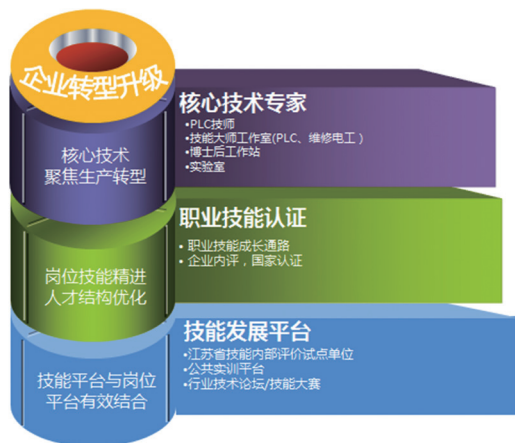 企业转型升级
核心技术
聚焦生产转型
核心技术专家
•PLC技师
•技能大师工作室(PLC、维修电工)
•博士后工作站
•实验室
岗位技能精进
人才结构优化
职业技能认证
• 职业技能成长通路
• 企业内评，国家认证
技能平台与岗位
平台有效结合
技能发展平台
•江苏省技能内部评价试点单位
•公共实训平台
•行业技术论坛/技能大赛